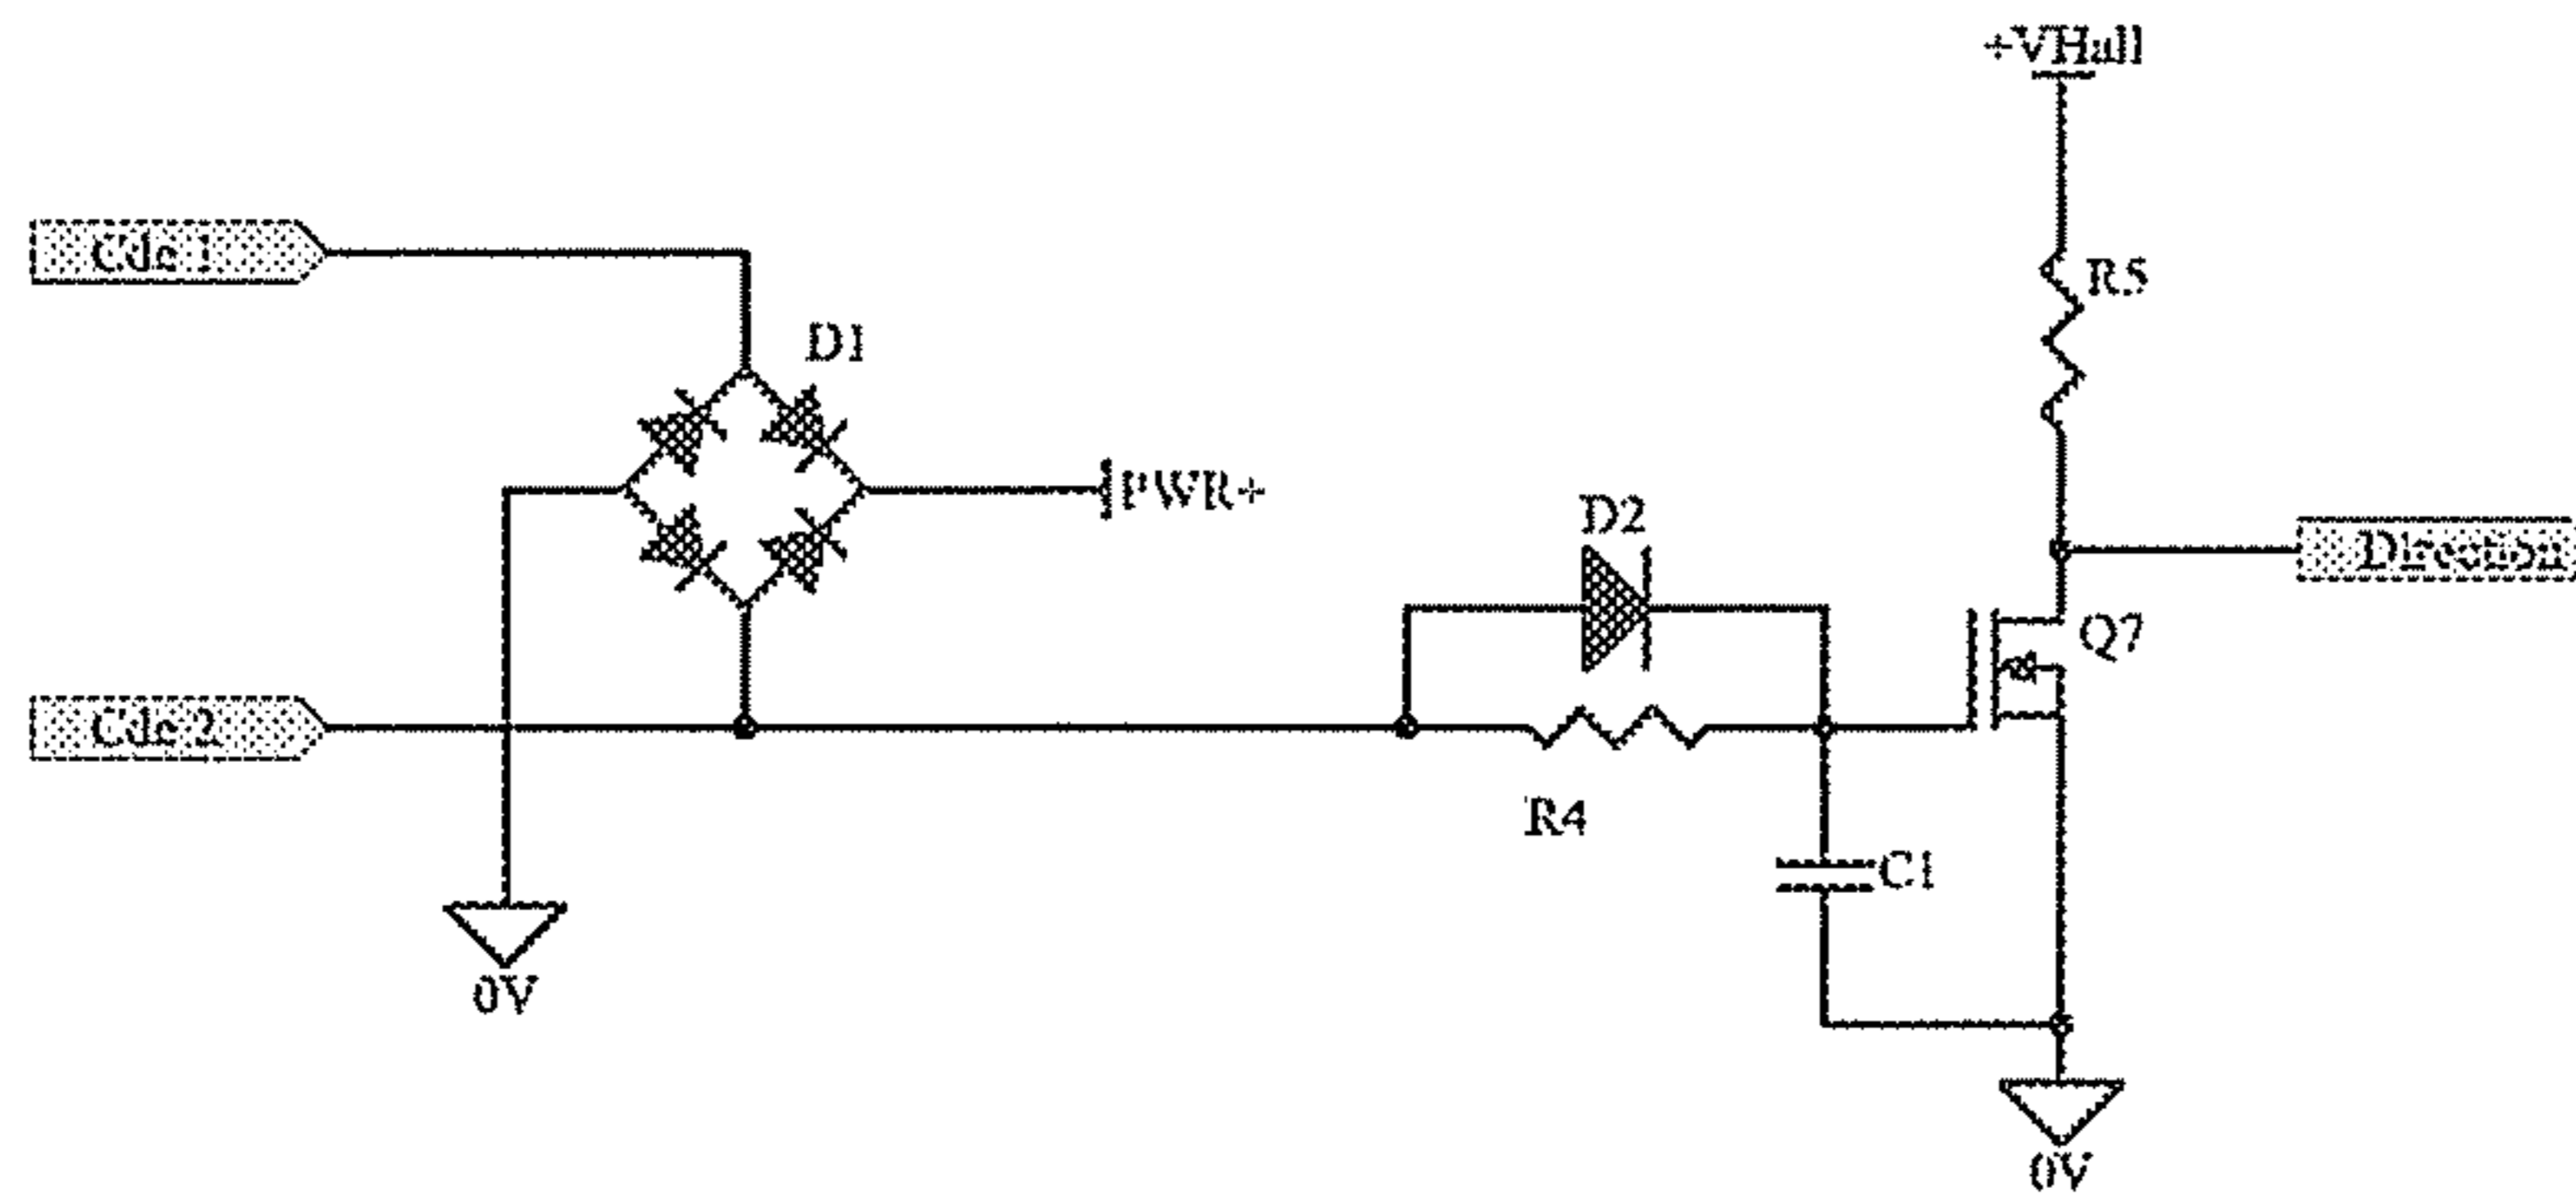 +VHall
Cde 1
R5
D1
PWR+
D2
Direction
Q7
Cde 2
R4
C1
0V
0V